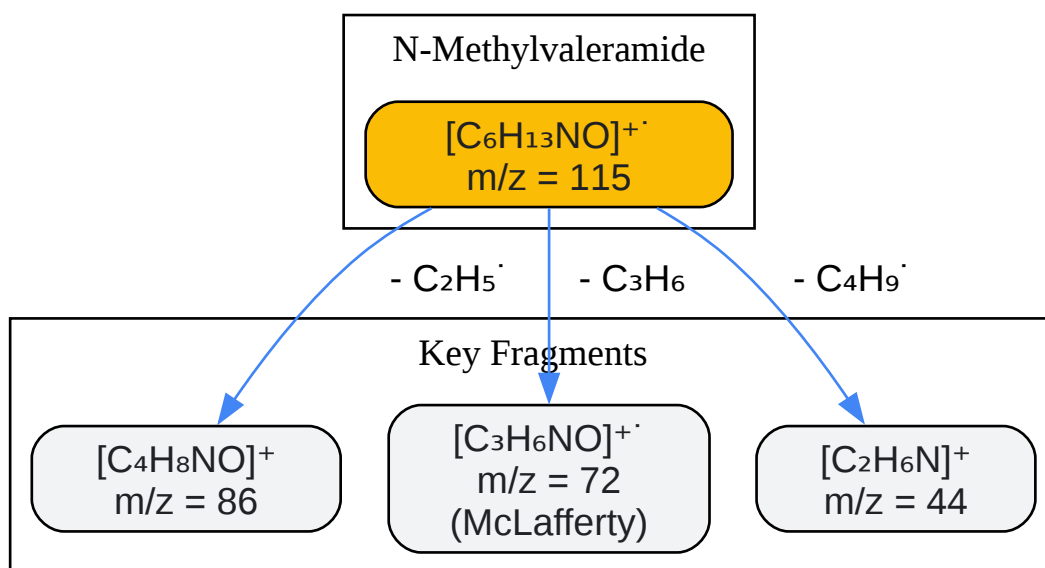 N-Methylvaleramide
[C₆H₁₃NO]⁺˙
m/z = 115
- C₂H₅˙
- C₃H₆
- C₄H₉˙
Key Fragments
[C₄H₈NO]⁺
m/z = 86
[C₃H₆NO]⁺˙
m/z = 72
(McLafferty)
[C₂H₆N]⁺
m/z = 44